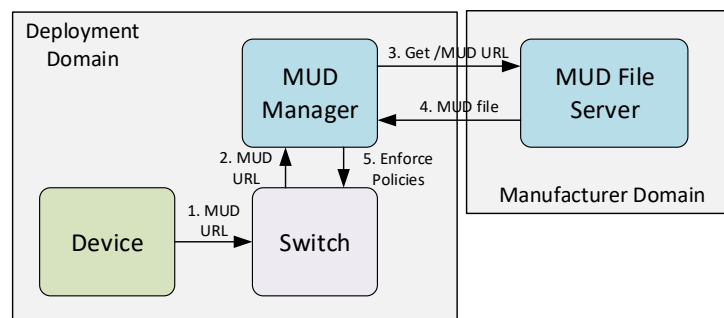 Deployment
Domain
MUD
Manager
3. Get /MUD URL
4. MUD file
MUD File
Server
Manufacturer Domain
2. MUD
URL
5. Enforce
Policies
Device
1. MUD
URL
Switch